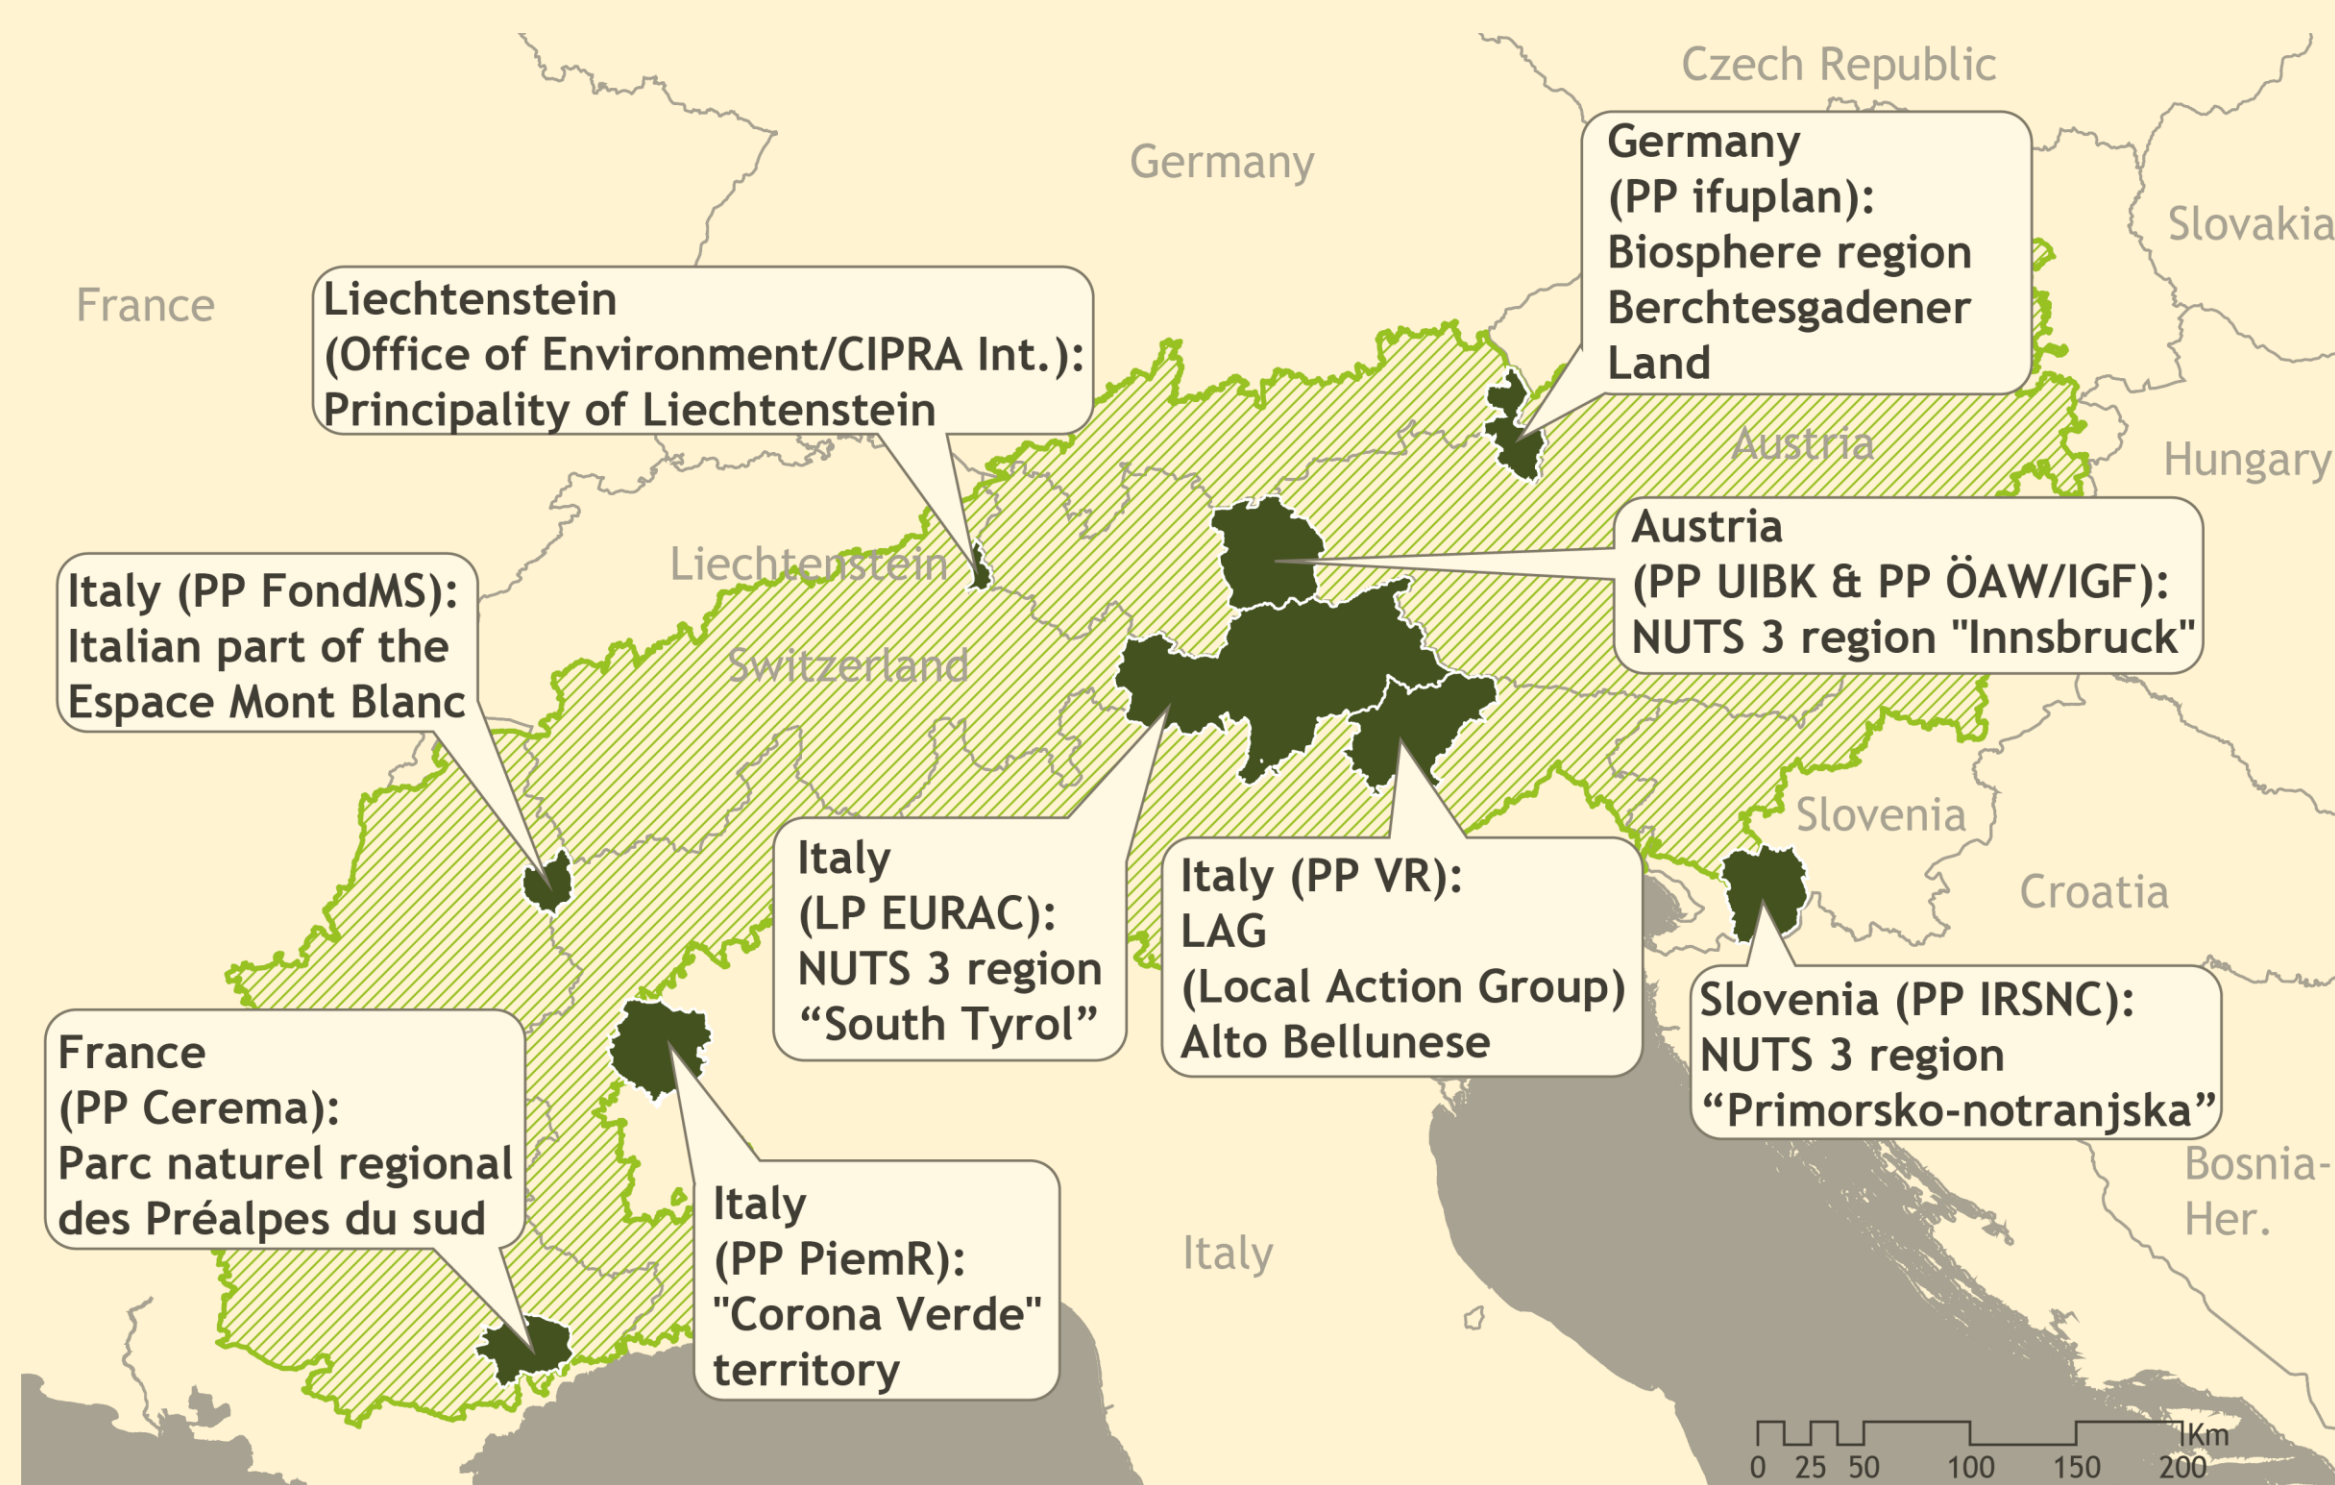 Czech Republic
Germany
Slovakia
France
Austria
Hungary
Liechtenstein
Switzerland
Slovenia
Croatia
Italy
Bosnia-
Her.
Germany
(PP ifuplan):
Biosphere region
Berchtesgadener
Land
Liechtenstein
(Office of Environment/CIPRA Int.):
Principality of Liechtenstein
Austria
(PP UIBK & PP ÖAW/IGF):
NUTS 3 region "Innsbruck"
Italy (PP FondMS):
Italian part of the
Espace Mont Blanc
Italy
(LP EURAC):
NUTS 3 region
“South Tyrol”
Italy (PP VR):
LAG
(Local Action Group)
Alto Bellunese
Slovenia (PP IRSNC):
NUTS 3 region
“Primorsko-notranjska”
France
(PP Cerema):
Parc naturel regional
des Préalpes du sud
Italy
(PP PiemR):
"Corona Verde"
territory
Km
0 25 50 100 150 200